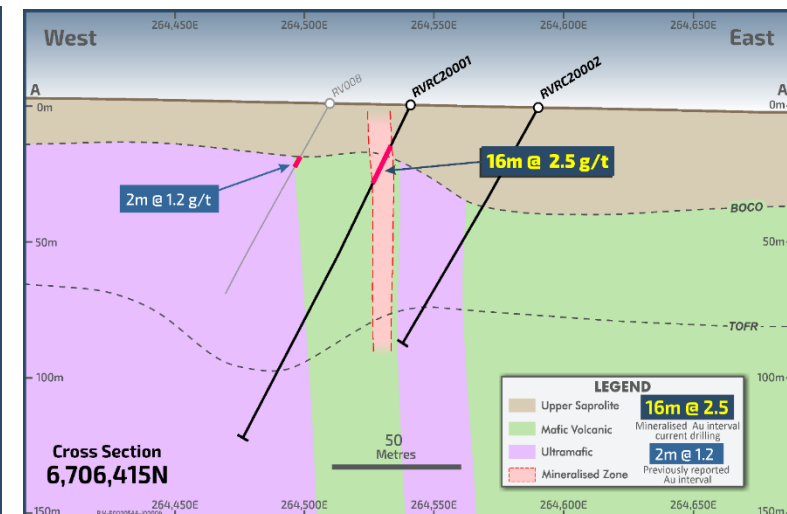 West
264,450E
264,500E
264,550E
264,600E
264,650E
East
A
A
0m
0m
RV008
RVRC20001
RVRC20002
16m @ 2.5 g/t
2m @ 1.2 g/t
BOCO
50m
50m
TOFR
100m
100m
LEGEND
Upper Saprolite
Mafic Volcanic
Ultramafic
Mineralised Zone
16m @ 2.5
Mineralised Au interval
current drilling
2m @ 1.2
Previously reported
Au interval
50
Metres
Cross Section
6,706,415N
150m
264,450E
264,500E
264,550E
264,600E
264,650E
150m